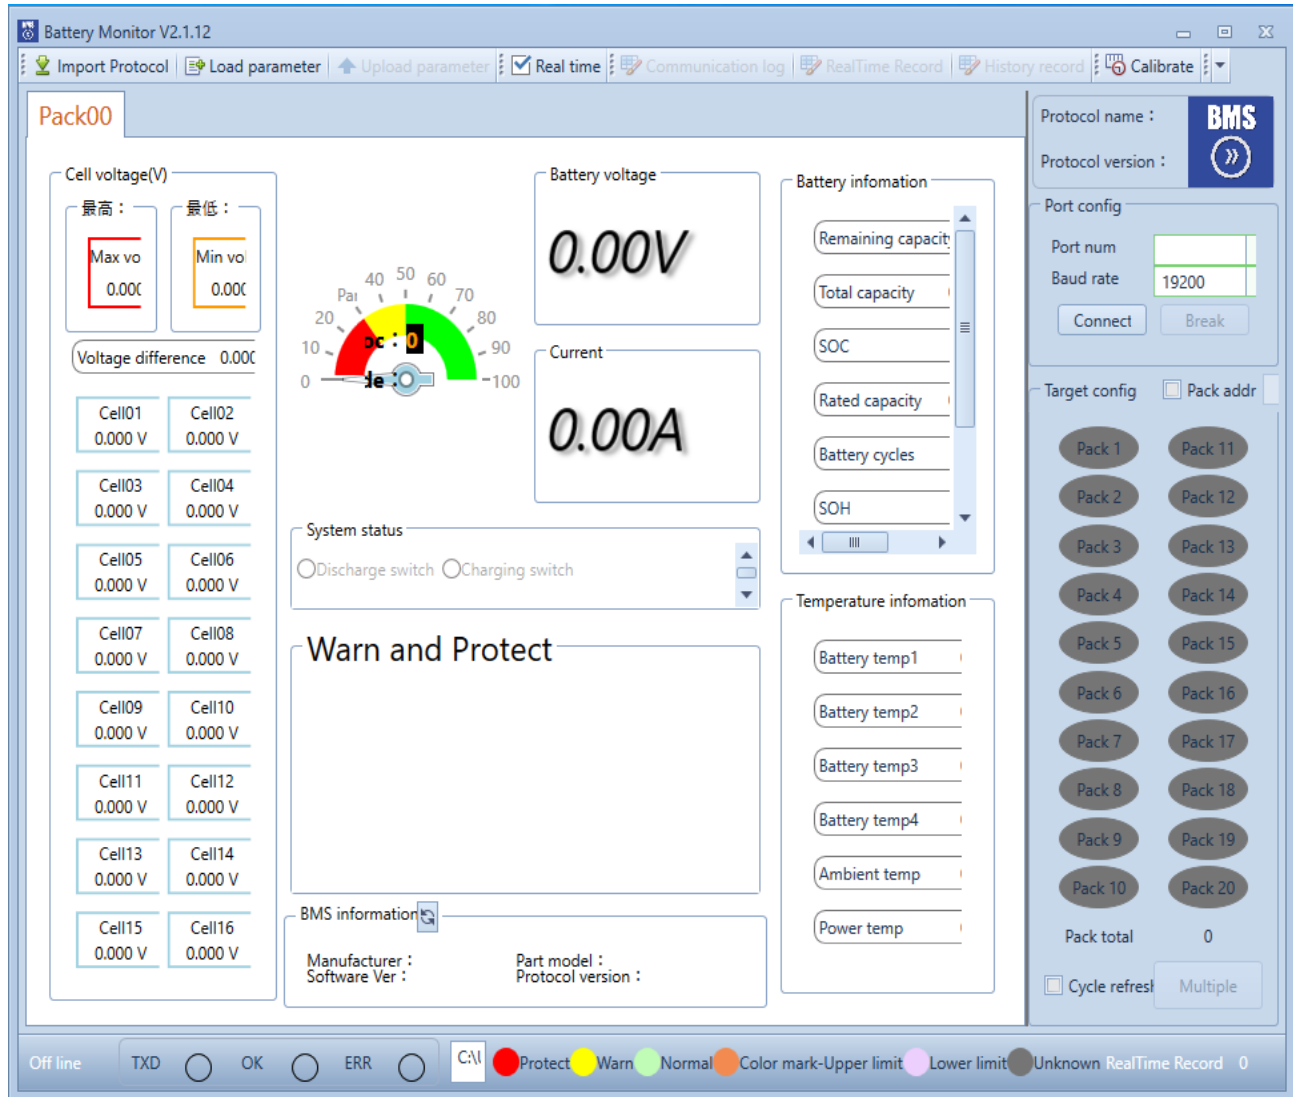 Battery Monitor V2.1.12
Import Protocol Load parameter Upload parameter Real time Communication log RealTime Record History record Calibrate
Pack00
Cell voltage(V)
最高： 最低：
Max vo Min vo
0.00 0.00
Voltage difference 0.000
Cell01 Cell02
0.000 V 0.000 V
Cell03 Cell04
0.000 V 0.000 V
Cell05 Cell06
0.000 V 0.000 V
Cell07 Cell08
0.000 V 0.000 V
Cell09 Cell10
0.000 V 0.000 V
Cell11 Cell12
0.000 V 0.000 V
Cell13 Cell14
0.000 V 0.000 V
Cell15 Cell16
0.000 V 0.000 V
0 10 20 40 50 60 70 80 90 100
Pai
oc : 0
de :
Battery voltage
0.00V
Current
0.00A
System status
Discharge switch Charging switch
Warn and Protect
BMS information
Manufacturer : Part model :
Software Ver : Protocol version :
Battery infomation
Remaining capacity
Total capacity
SOC
Rated capacity
Battery cycles
SOH
Temperature infomation
Battery temp1
Battery temp2
Battery temp3
Battery temp4
Ambient temp
Power temp
Protocol name :
Protocol version :
BMS
Port config
Port num
Baud rate 19200
Connect Break
Target config Pack addr
Pack 1 Pack 11
Pack 2 Pack 12
Pack 3 Pack 13
Pack 4 Pack 14
Pack 5 Pack 15
Pack 6 Pack 16
Pack 7 Pack 17
Pack 8 Pack 18
Pack 9 Pack 19
Pack 10 Pack 20
Pack total 0
Cycle refresh Multiple
Off line TXD OK ERR C:\ Protect Warn Normal Color mark-Upper limit Lower limit Unknown RealTime Record 0